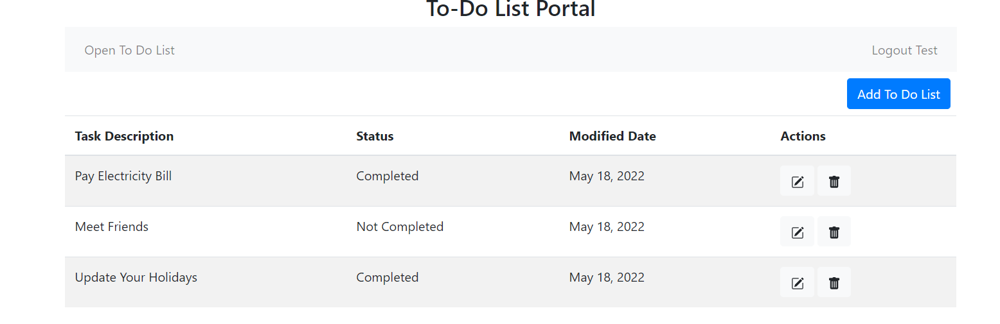 To-Do List Portal
Open To Do List Logout Test
Add To Do List
Task Description Status Modified Date Actions
Pay Electricity Bill Completed May 18, 2022
Meet Friends Not Completed May 18, 2022
Update Your Holidays Completed May 18, 2022